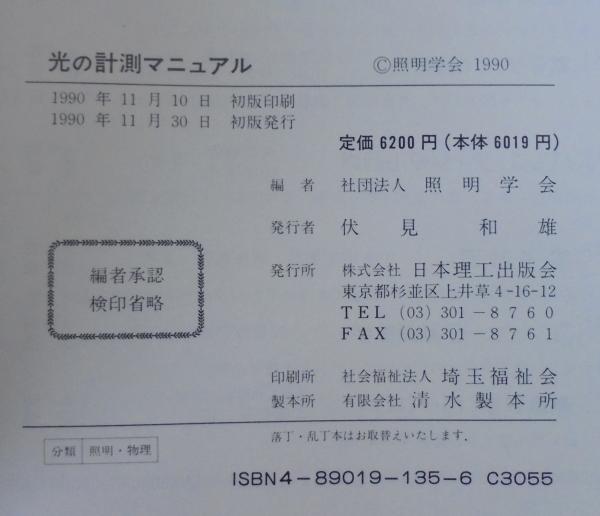 光の計測マニュアル
©照明学会 1990
1990 年 11 月 10 日 初版印刷
1990 年 11 月 30 日 初版発行
定価 6200 円 (本体 6019 円)
編者 社団法人 照明学会
発行者 伏見 和雄
発行所 株式会社 日本理工出版会
東京都杉並区上井草 4-16-12
TEL (03) 301-8760
FAX (03) 301-8761
編者承認
検印省略
印刷所 社会福祉法人 埼玉福祉会
製本所 有限会社 清水製本所
落丁・乱丁本はお取替えいたします.
分類 照明・物理
ISBN4-89019-135-6 C3055